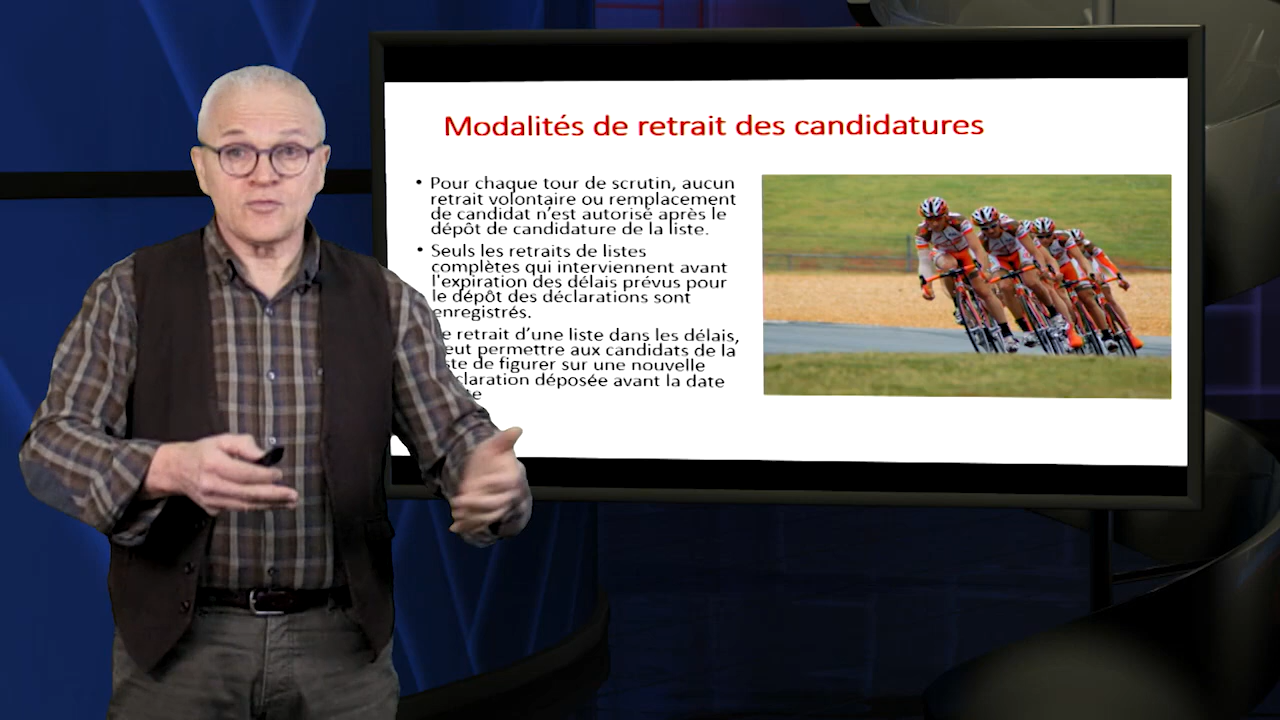 Modalités de retrait des candidatures
• Pour chaque tour de scrutin, aucun
retrait volontaire ou remplacement
de candidat n’est autorisé après le
dépôt de candidature de la liste.
• Seuls les retraits de listes
complètes qui interviennent avant
l'expiration des délais prévus pour
le dépôt des déclarations sont
enregistrés.
retrait d’une liste dans les délais,
permettre aux candidats de la
de figurer sur une nouvelle
déposée avant la date